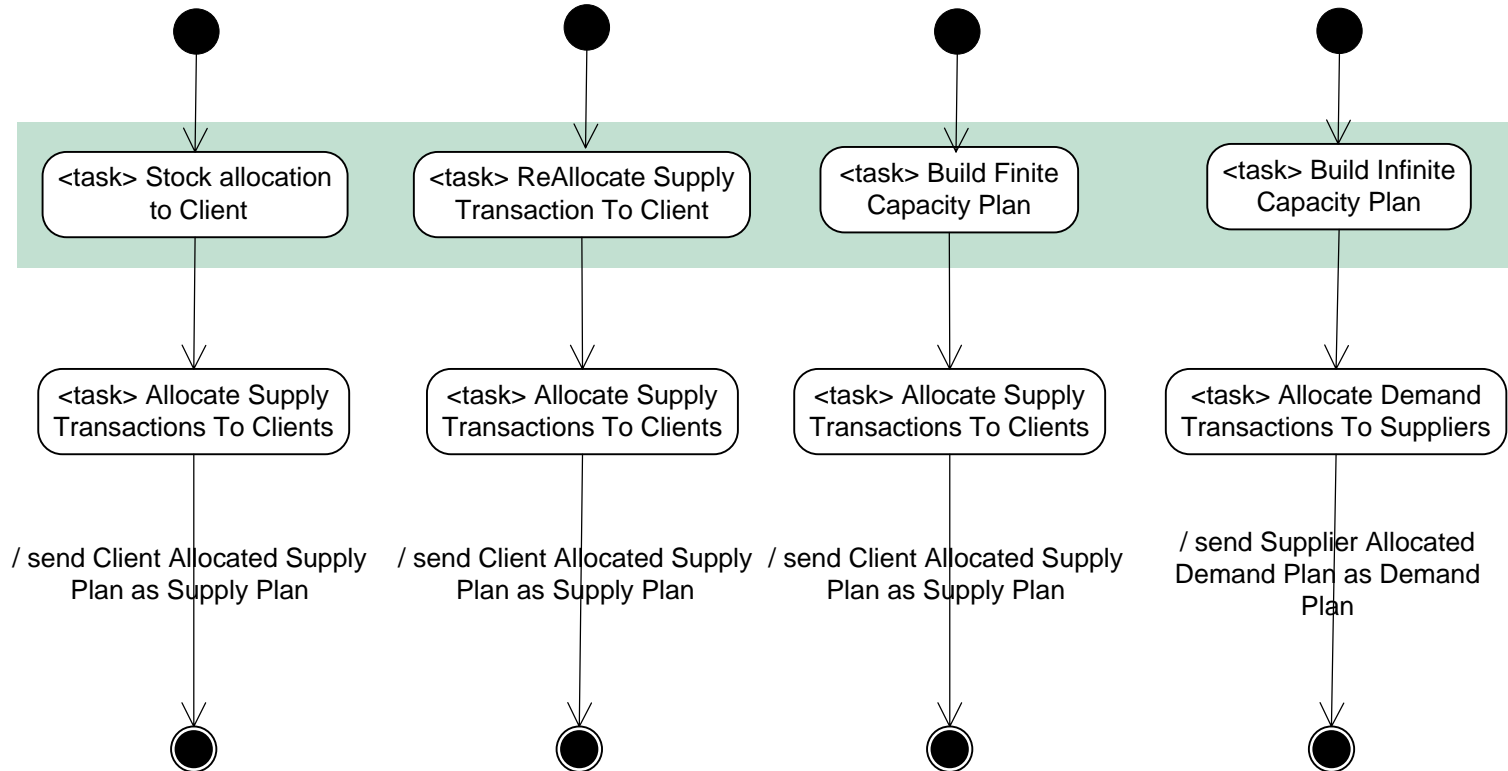 <task> Stock allocation
to Client
<task> ReAllocate Supply
Transaction To Client
<task> Build Finite
Capacity Plan
<task> Build Infinite
Capacity Plan
<task> Allocate Supply
Transactions To Clients
<task> Allocate Supply
Transactions To Clients
<task> Allocate Supply
Transactions To Clients
<task> Allocate Demand
Transactions To Suppliers
/ send Client Allocated Supply
Plan as Supply Plan
/ send Client Allocated Supply
Plan as Supply Plan
/ send Client Allocated Supply
Plan as Supply Plan
/ send Supplier Allocated
Demand Plan as Demand
Plan